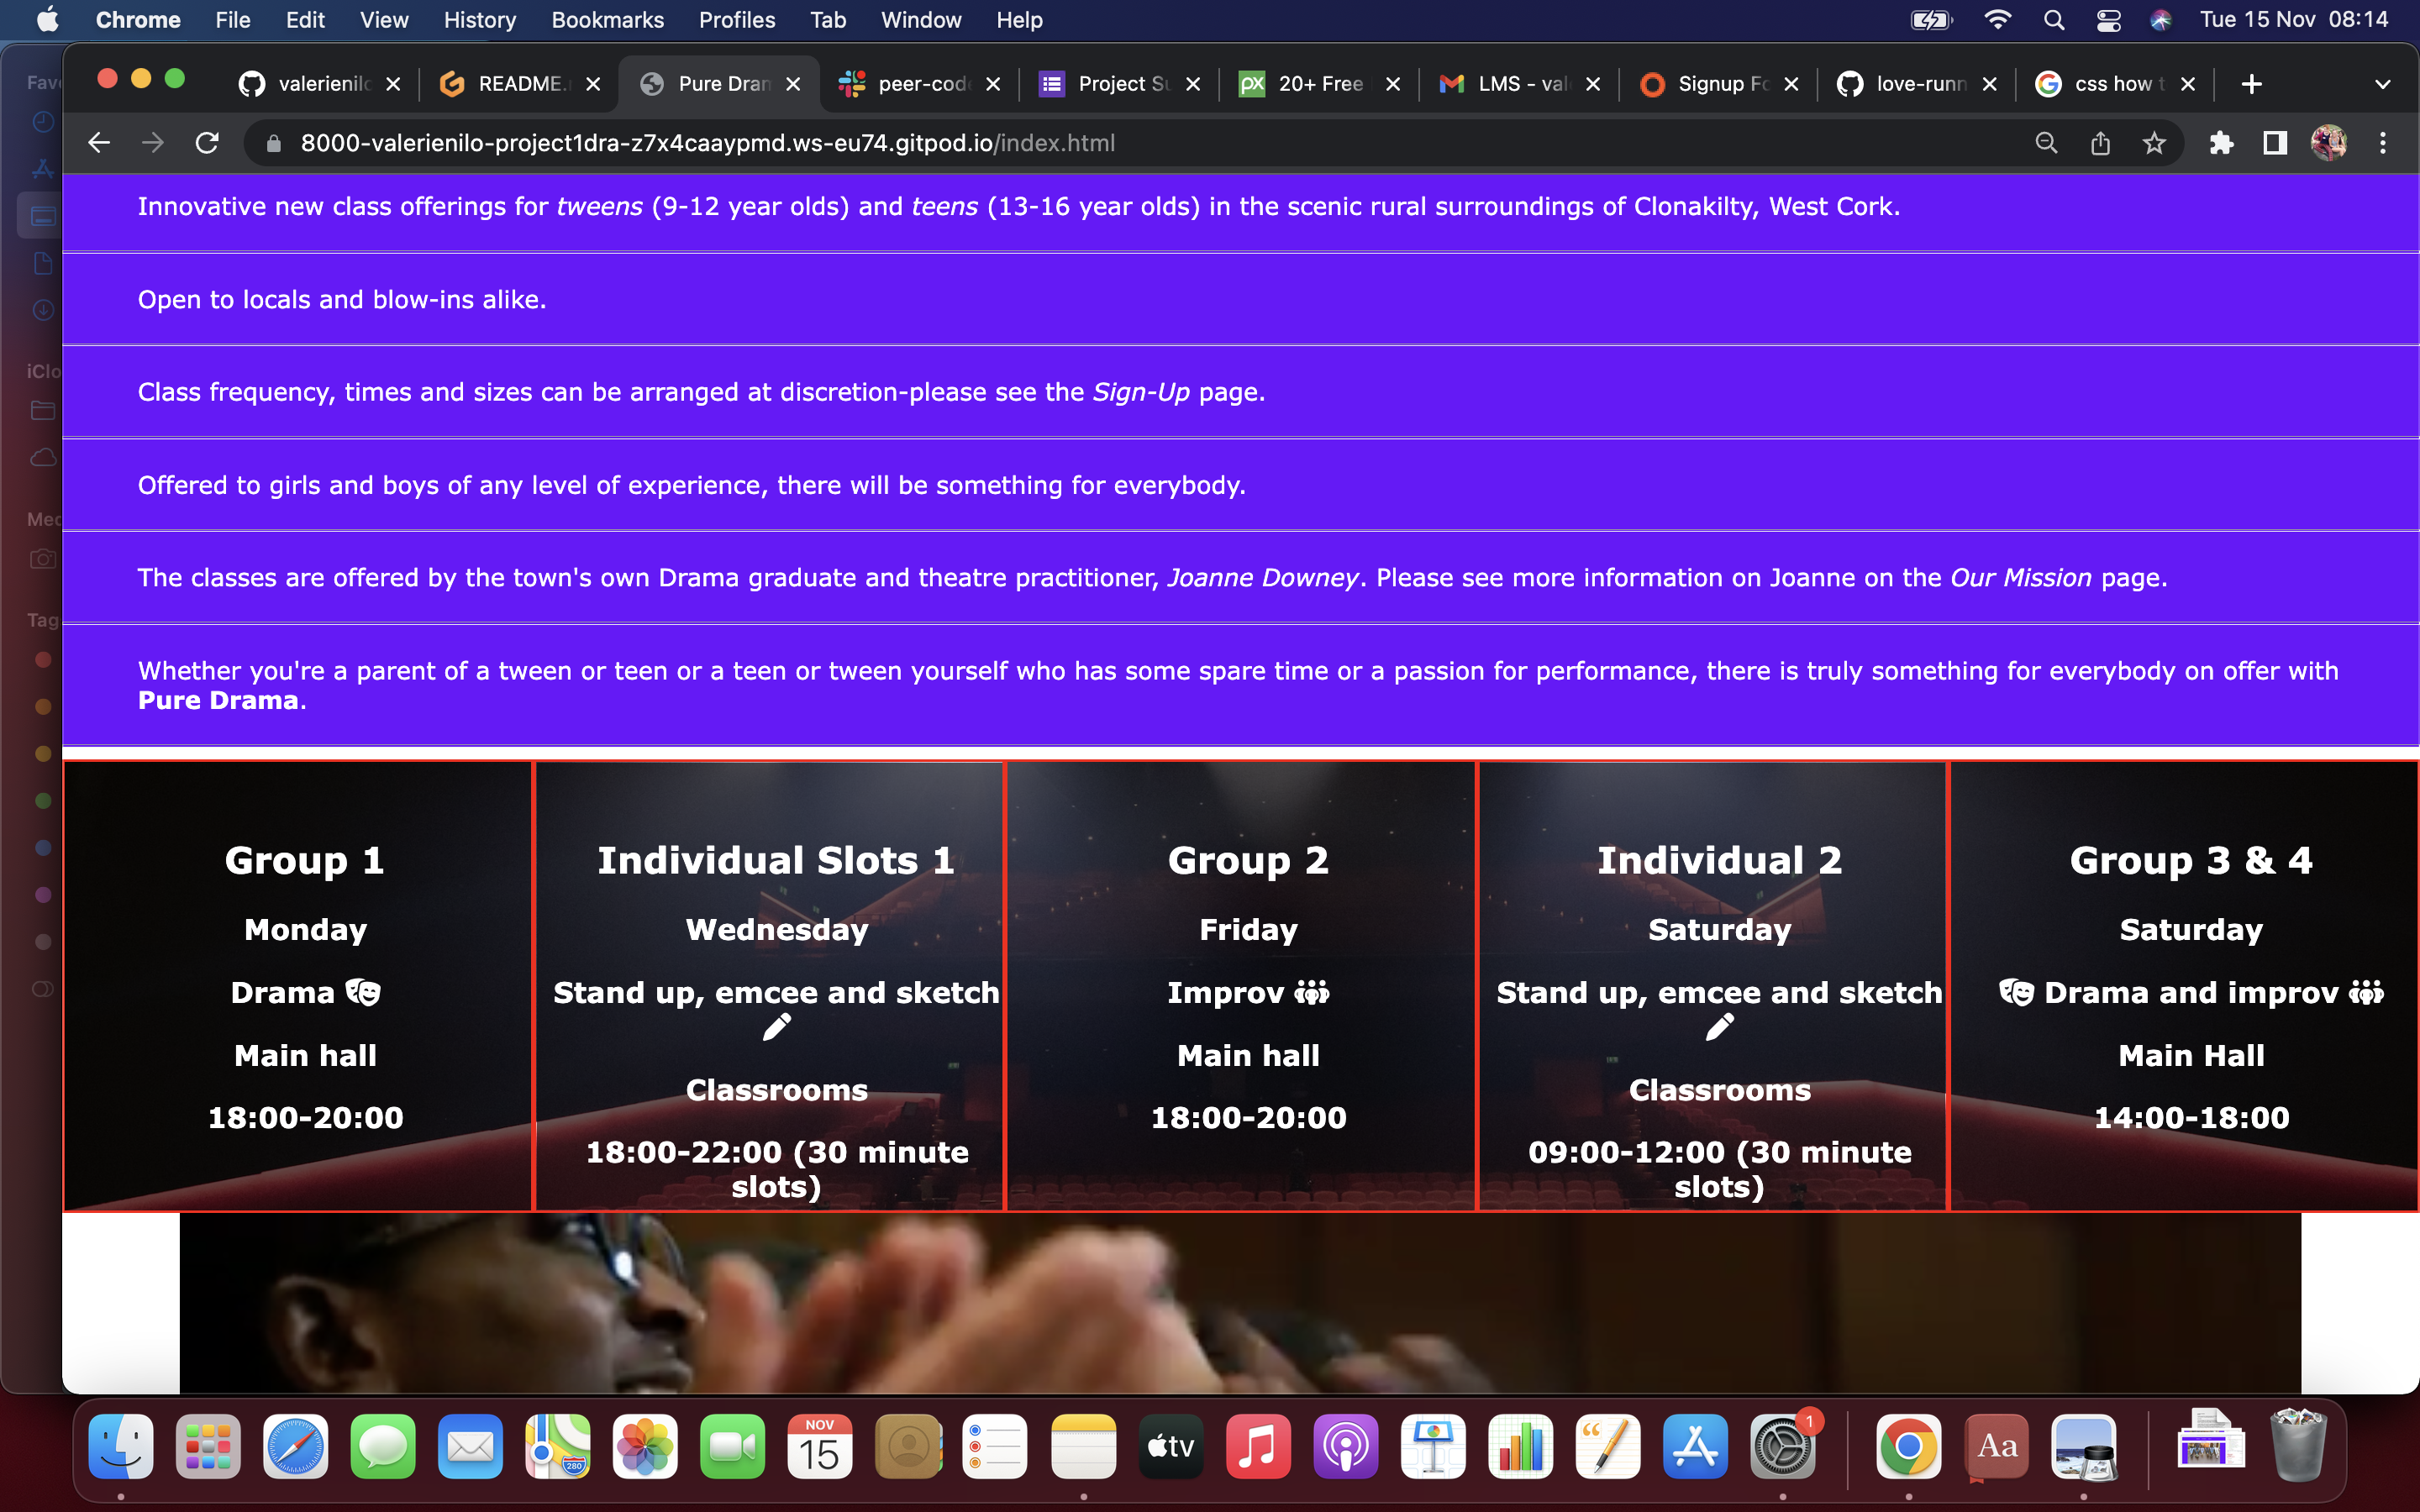 Chrome File Edit View History Bookmarks Profiles Tab Window Help Tue 15 Nov 08:14
valerienilo README. Pure Dran peer-code Project Su 20+ Free LMS - val Signup Fo love-runn css how t
8000-valerienilo-project1dra-z7x4caaypmd.ws-eu74.gitpod.io/index.html
Fav
iClo
Med
Tag
Innovative new class offerings for tweens (9-12 year olds) and teens (13-16 year olds) in the scenic rural surroundings of Clonakilty, West Cork.
Open to locals and blow-ins alike.
Class frequency, times and sizes can be arranged at discretion-please see the Sign-Up page.
Offered to girls and boys of any level of experience, there will be something for everybody.
The classes are offered by the town's own Drama graduate and theatre practitioner, Joanne Downey. Please see more information on Joanne on the Our Mission page.
Whether you're a parent of a tween or teen or a teen or tween yourself who has some spare time or a passion for performance, there is truly something for everybody on offer with
Pure Drama.
Group 1
Monday
Drama
Main hall
18:00-20:00
Individual Slots 1
Wednesday
Stand up, emcee and sketch
Classrooms
18:00-22:00 (30 minute
slots)
Group 2
Friday
Improv
Main hall
18:00-20:00
Individual 2
Saturday
Stand up, emcee and sketch
Classrooms
09:00-12:00 (30 minute
slots)
Group 3 & 4
Saturday
Drama and improv
Main Hall
14:00-18:00
NOV
15
280
tv
1
Aa